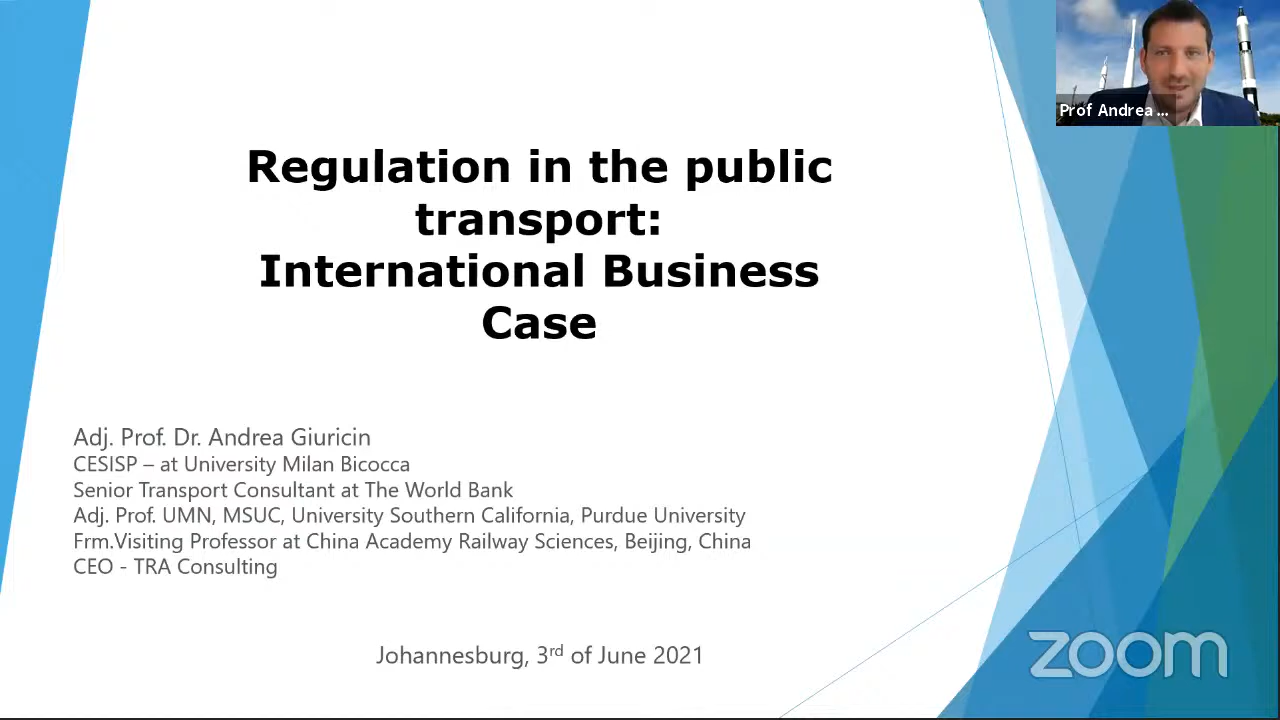 Prof Andrea ...
Regulation in the public
transport:
International Business
Case
Adj. Prof. Dr. Andrea Giuricin
CESISP – at University Milan Bicocca
Senior Transport Consultant at The World Bank
Adj. Prof. UMN, MSUC, University Southern California, Purdue University
Frm.Visiting Professor at China Academy Railway Sciences, Beijing, China
CEO - TRA Consulting
Johannesburg, 3rd of June 2021
zoom